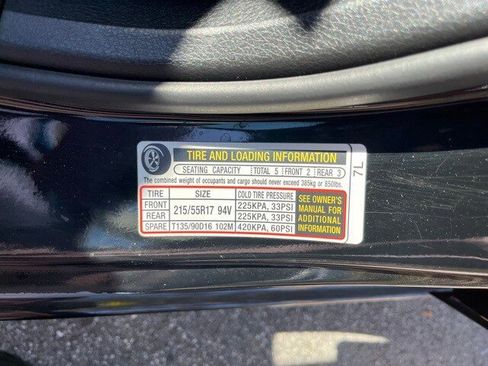 TIRE AND LOADING INFORMATION
SEATING CAPACITY TOTAL 5 FRONT 2 REAR 3
The combined weight of occupants and cargo should never exceed 385kg or 850lbs.
TIRE SIZE COLD TIRE PRESSURE
FRONT 215/55R17 94V 225KPA, 33PSI
REAR 225KPA, 33PSI
SPARE T135/90D16 102M 420KPA, 60PSI
SEE OWNER'S
MANUAL FOR
ADDITIONAL
INFORMATION
7L